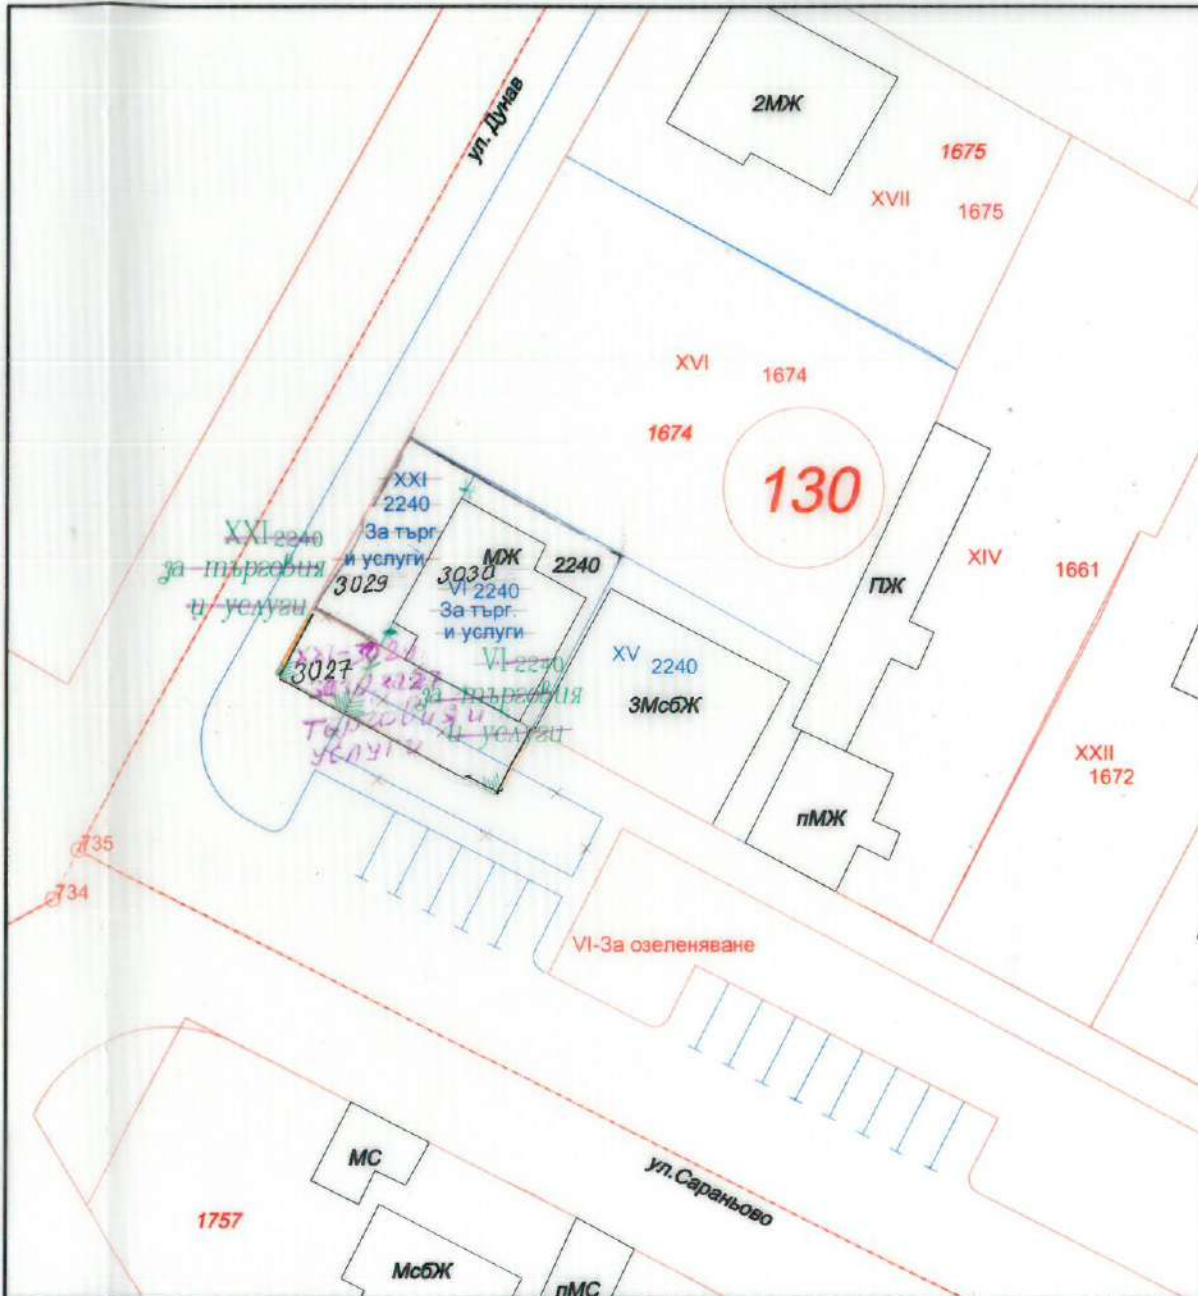 ул. Дунав
2МЖ
1675
XVII 1675
XVI 1674
1674
130
XXI
2240
За търг.
и услуги
XXI 2240
за търговия
и услуги
3029
МЖ 2240
3030
VI 2240
За търг.
и услуги
VI 2240
за търговия
и услуги
3027
търговия и
услуги
XV 2240
3МсбЖ
ПЖ
XIV 1661
XXII
1672
пМЖ
735
734
VI-За озеленяване
ул.Сараньово
МС
1757
МсбЖ
пМС